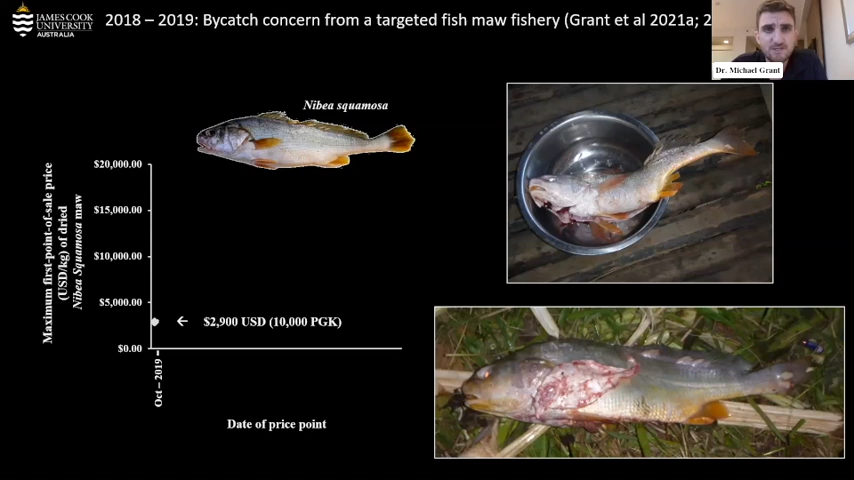 JAMES COOK
UNIVERSITY
AUSTRALIA
2018 – 2019: Bycatch concern from a targeted fish maw fishery (Grant et al 2021a; 2
Dr. Michael Grant
Nibea squamosa
Maximum first-point-of-sale price
(USD/kg) of dried
Nibea Squamosa maw
$20,000.00
$15,000.00
$10,000.00
$5,000.00
$0.00
$2,900 USD (10,000 PGK)
Oct – 2019
Date of price point